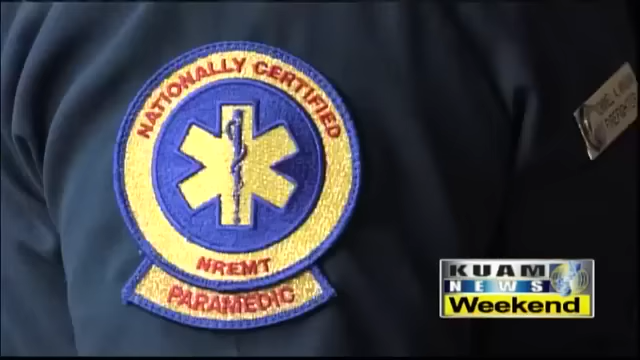 NATIONALLY CERTIFIED
NREMT
PARAMEDIC
KUAM
NEWS
Weekend